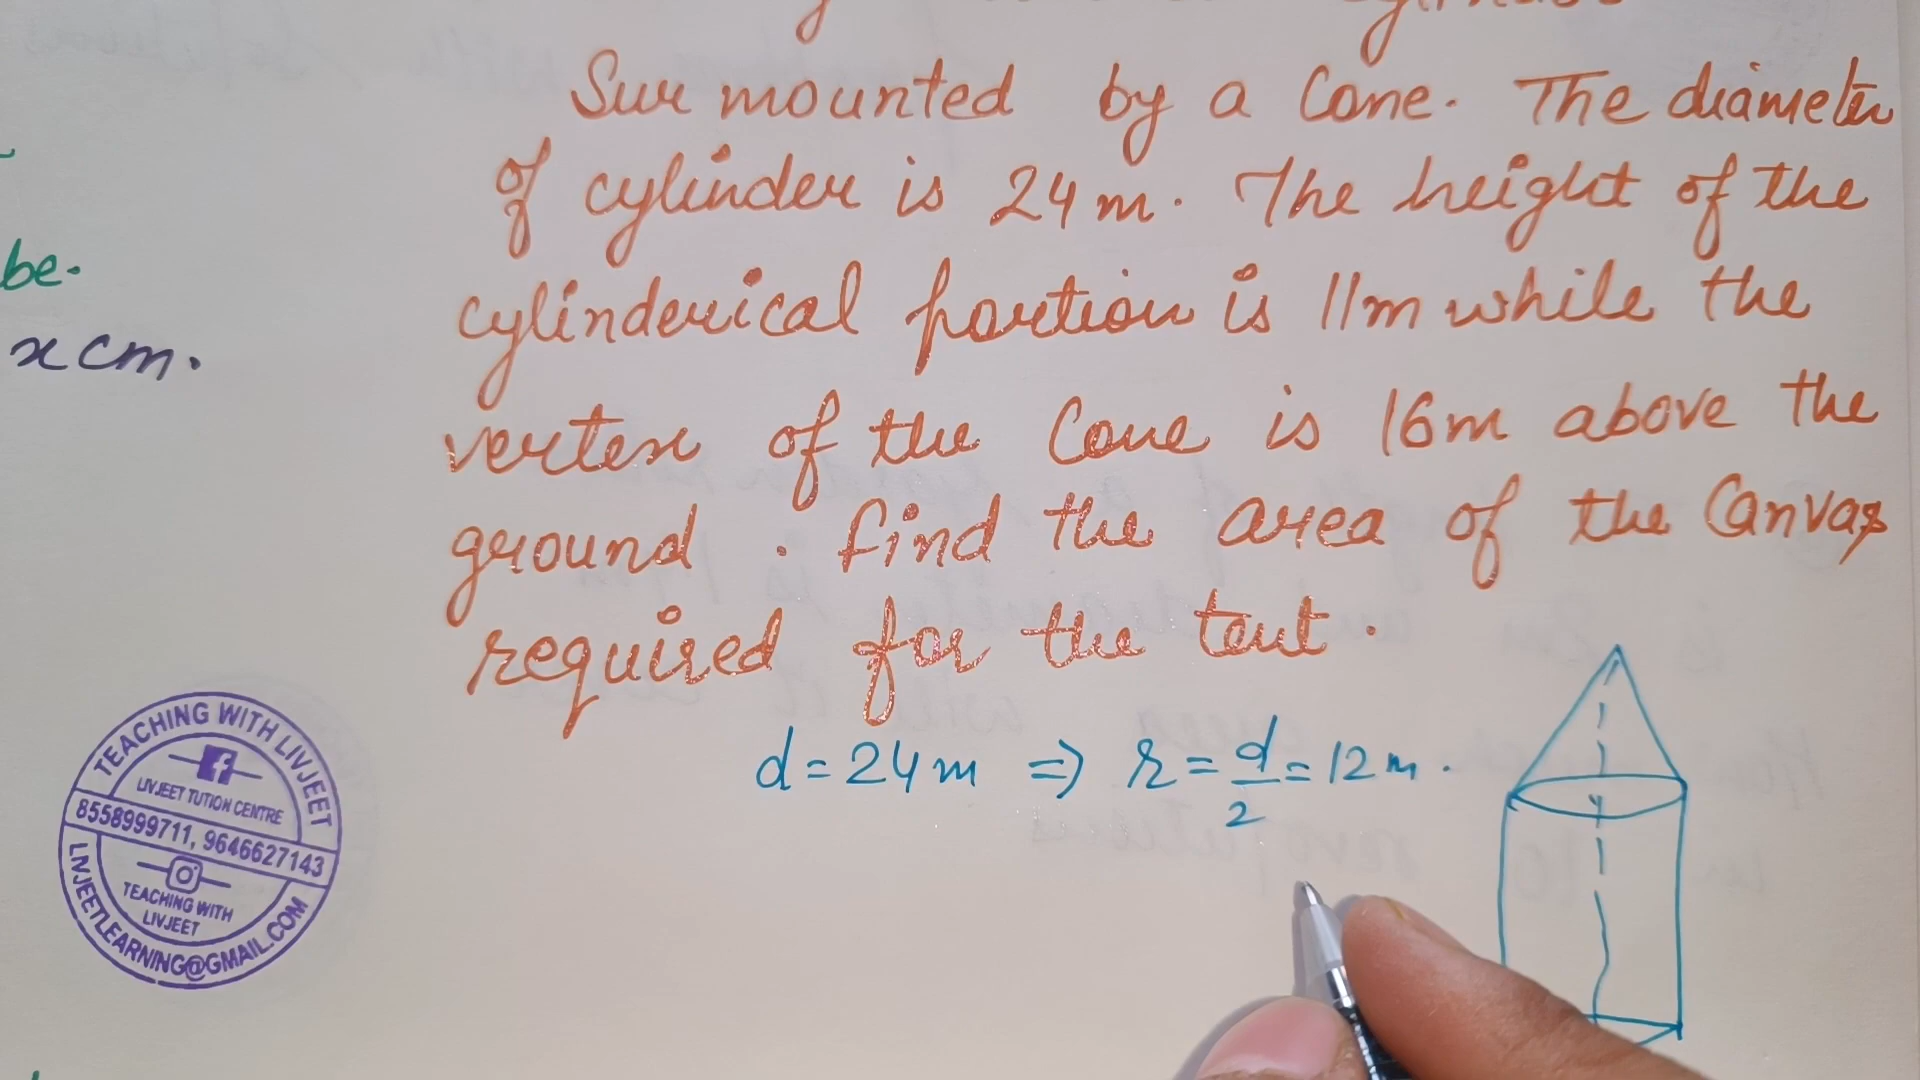 Surmounted by a Cone. The diameter
of cylinder is 24m. The height of the
cylinderical portion is 11m while the
vertex of the Cone is 16m above the
ground. find the area of the Canvas
required for the tent.
be.
x cm.
d = 24m => r = d/2 = 12m.
TEACHING WITH LIVJEET
LIVJEET TUTION CENTRE
8558999711, 9646627143
TEACHING WITH
LIVJEET
LIVJEETLEARNING@GMAIL.COM